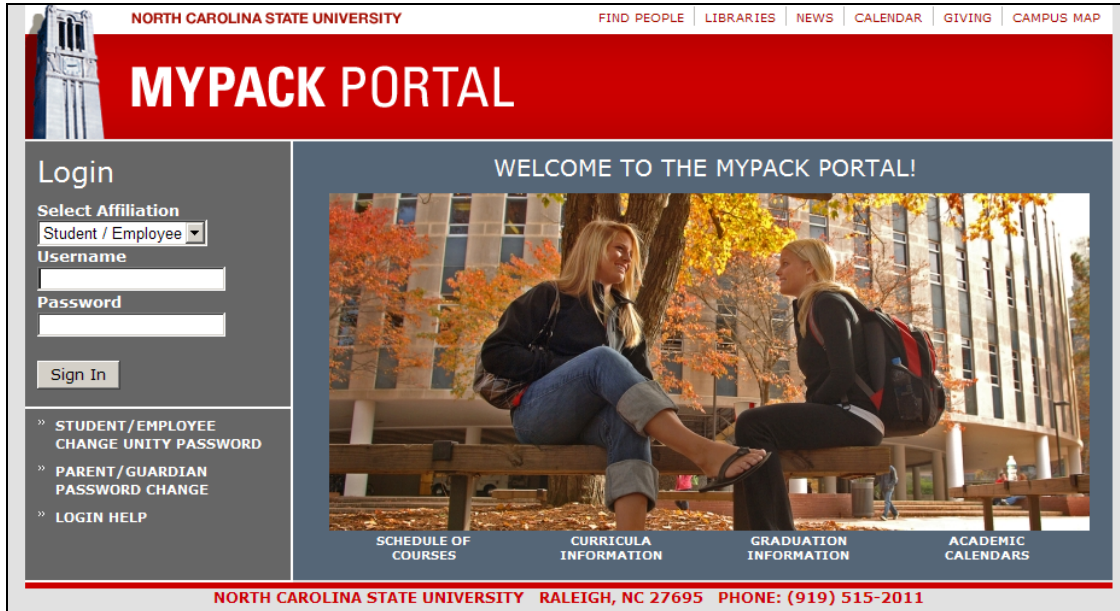 NORTH CAROLINA STATE UNIVERSITY
FIND PEOPLE LIBRARIES NEWS CALENDAR GIVING CAMPUS MAP
MYPACK PORTAL
Login
Select Affiliation
Student / Employee
Username
Password
Sign In
» STUDENT/EMPLOYEE
CHANGE UNITY PASSWORD
» PARENT/GUARDIAN
PASSWORD CHANGE
» LOGIN HELP
WELCOME TO THE MYPACK PORTAL!
SCHEDULE OF
COURSES
CURRICULA
INFORMATION
GRADUATION
INFORMATION
ACADEMIC
CALENDARS
NORTH CAROLINA STATE UNIVERSITY RALEIGH, NC 27695 PHONE: (919) 515-2011